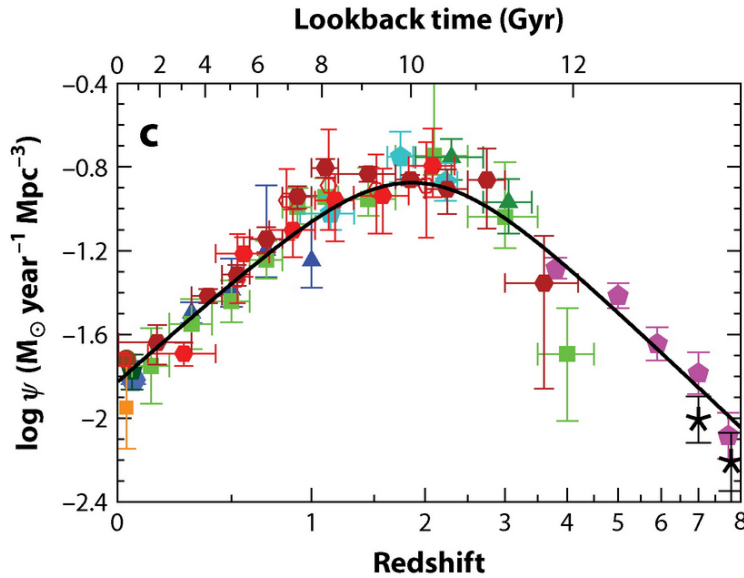 Lookback time (Gyr)
0 2 4 6 8 10 12
c
log ψ (M⊙ year⁻¹ Mpc⁻³)
−0.4
−0.8
−1.2
−1.6
−2
−2.4
0 1 2 3 4 5 6 7 8
Redshift